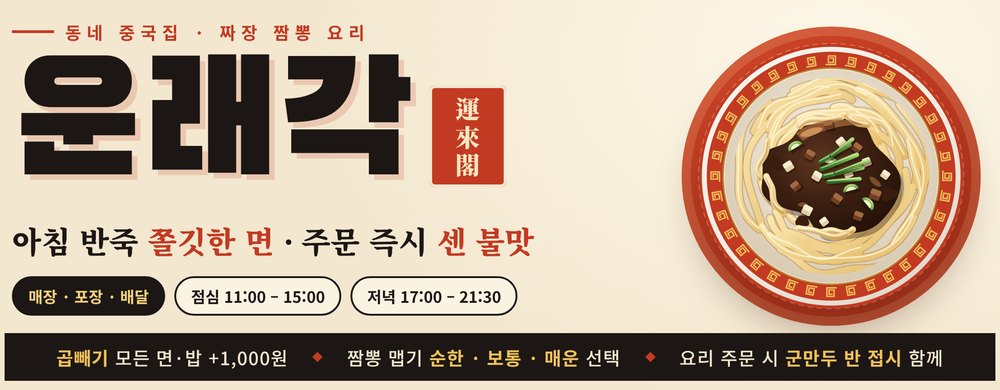 동네 중국집 · 짜장 짬뽕 요리
운래각
運來閣
아침 반죽 쫄깃한 면 · 주문 즉시 센 불맛
매장 · 포장 · 배달
점심 11:00 – 15:00
저녁 17:00 – 21:30
곱빼기 모든 면·밥 +1,000원 ◆ 짬뽕 맵기 순한 · 보통 · 매운 선택 ◆ 요리 주문 시 군만두 반 접시 함께